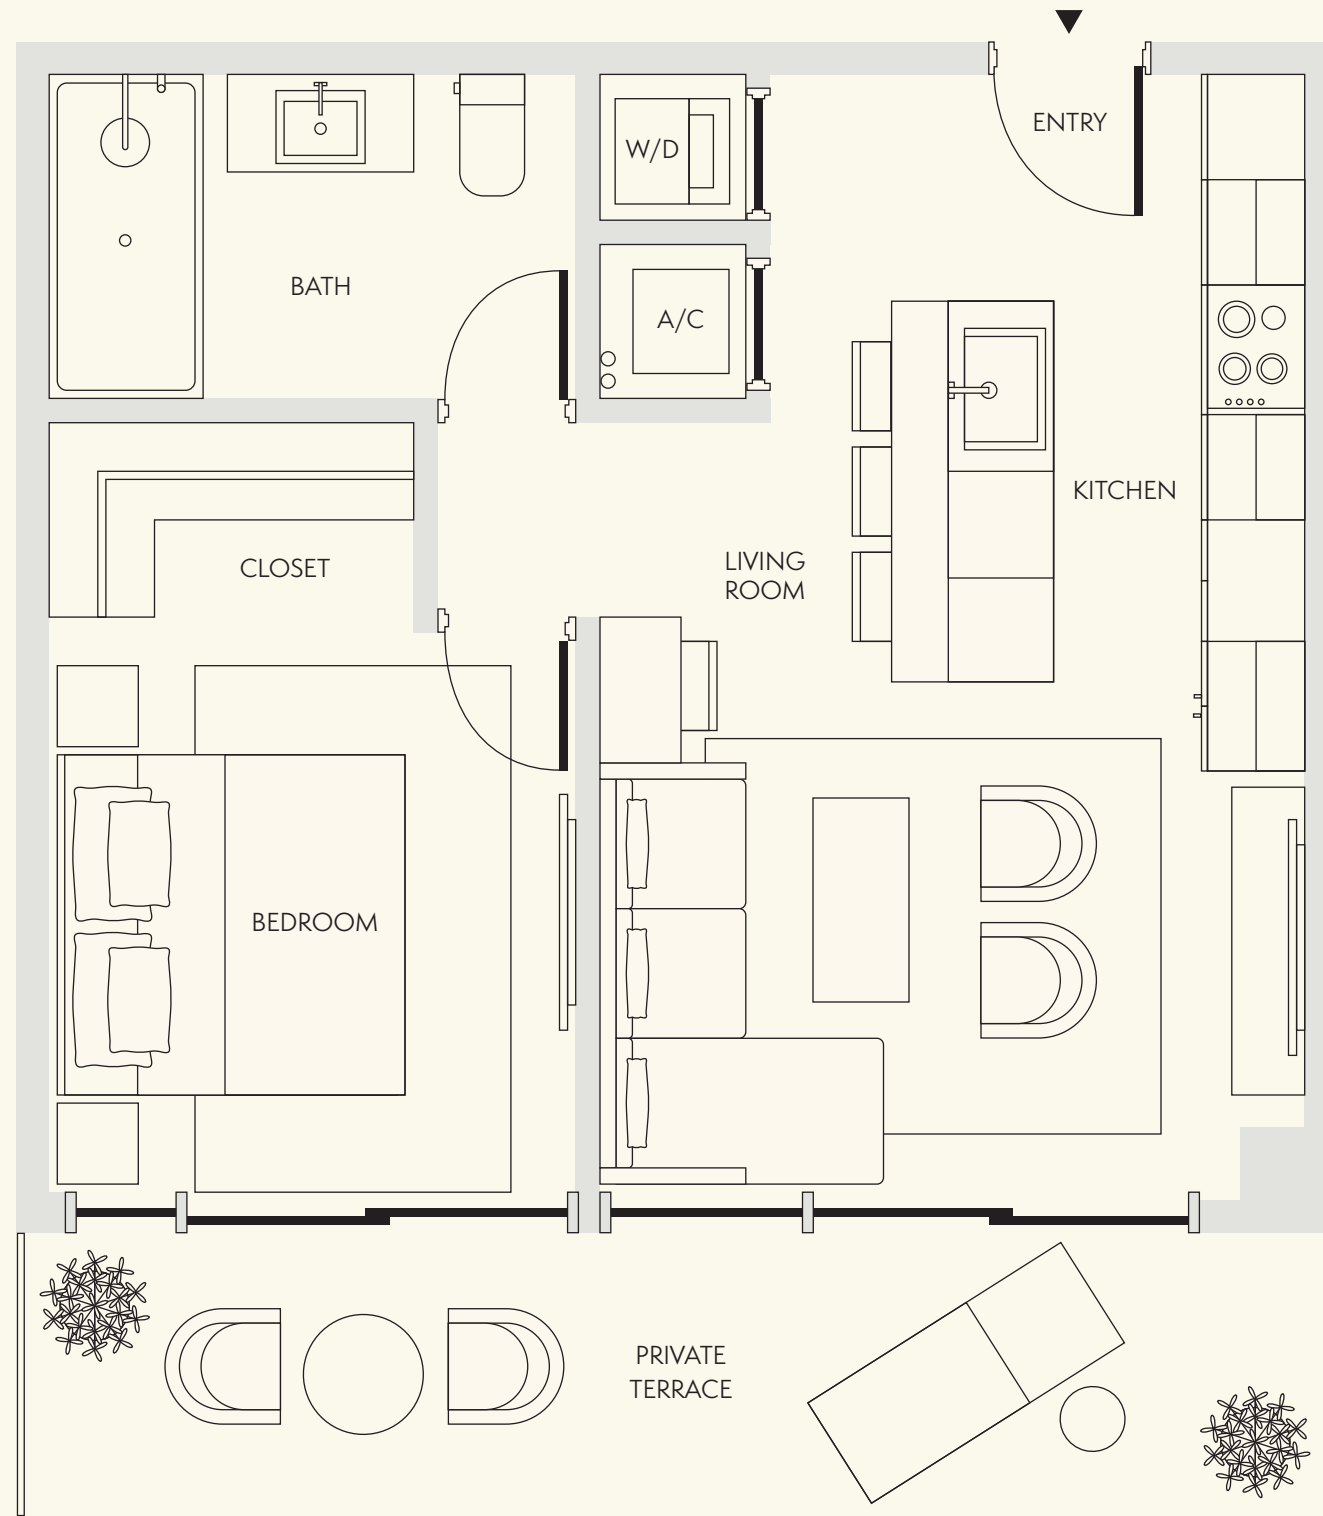 ENTRY
W/D
BATH
A/C
KITCHEN
LIVING
ROOM
CLOSET
BEDROOM
PRIVATE
TERRACE